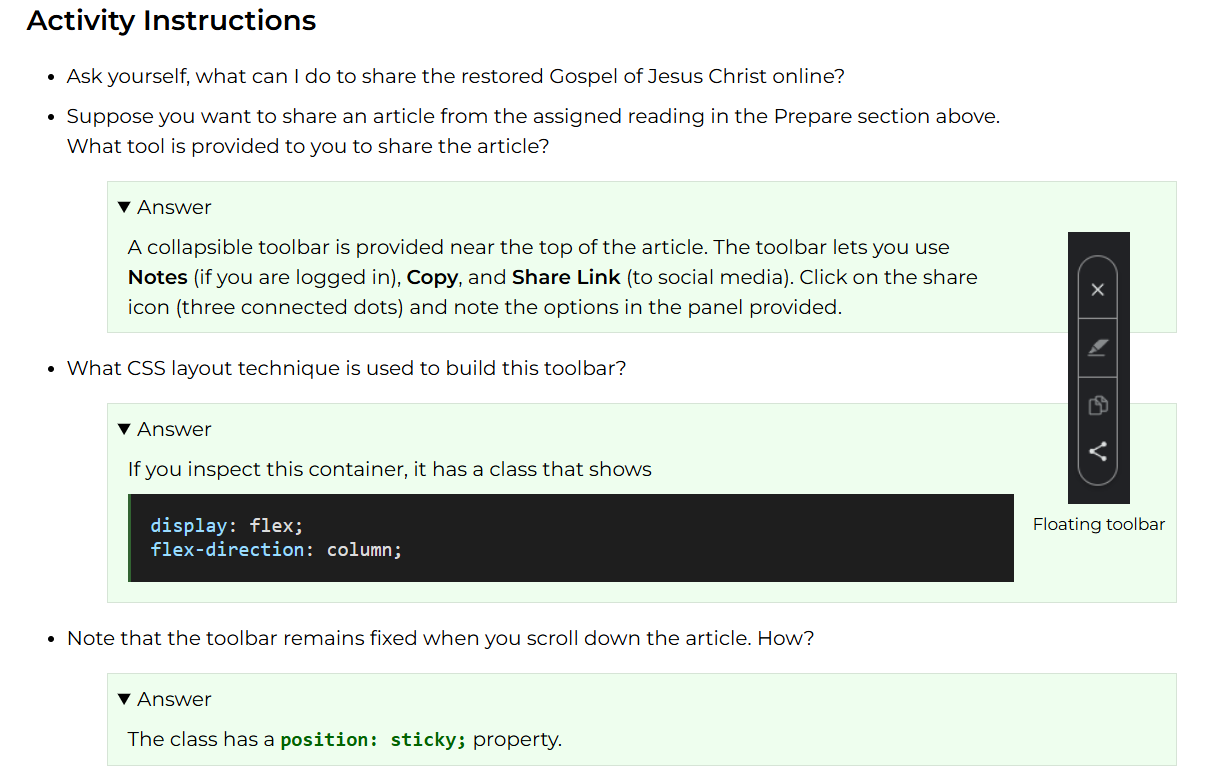 Activity Instructions
Ask yourself, what can I do to share the restored Gospel of Jesus Christ online?
Suppose you want to share an article from the assigned reading in the Prepare section above.
What tool is provided to you to share the article?
Answer
A collapsible toolbar is provided near the top of the article. The toolbar lets you use
Notes (if you are logged in), Copy, and Share Link (to social media). Click on the share
icon (three connected dots) and note the options in the panel provided.
What CSS layout technique is used to build this toolbar?
Answer
If you inspect this container, it has a class that shows
display: flex;
flex-direction: column;
Floating toolbar
Note that the toolbar remains fixed when you scroll down the article. How?
Answer
The class has a position: sticky; property.